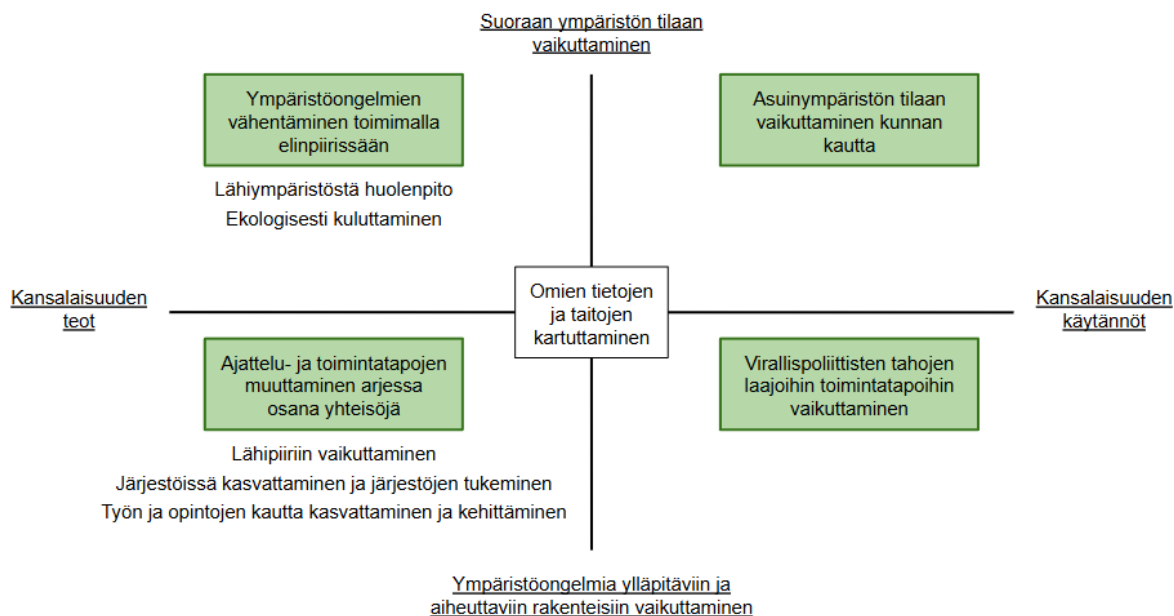 Suoraan ympäristön tilaan
vaikuttaminen
Ympäristöongelmien
vähentäminen toimimalla
elinpiirissään
Asuinympäristön tilaan
vaikuttaminen kunnan
kautta
Lähiympäristöstä huolenpito
Ekologisesti kuluttaminen
Kansalaisuuden
teot
Omien tietojen
ja taitojen
kartuttaminen
Kansalaisuuden
käytännöt
Ajattelu- ja toimintatapojen
muuttaminen arjessa
osana yhteisöjä
Virallispoliittisten tahojen
laajoihin toimintatapoihin
vaikuttaminen
Lähipiiriin vaikuttaminen
Järjestöissä kasvattaminen ja järjestöjen tukeminen
Työn ja opintojen kautta kasvattaminen ja kehittäminen
Ympäristöongelmia ylläpitäviin ja
aiheuttaviin rakenteisiin vaikuttaminen